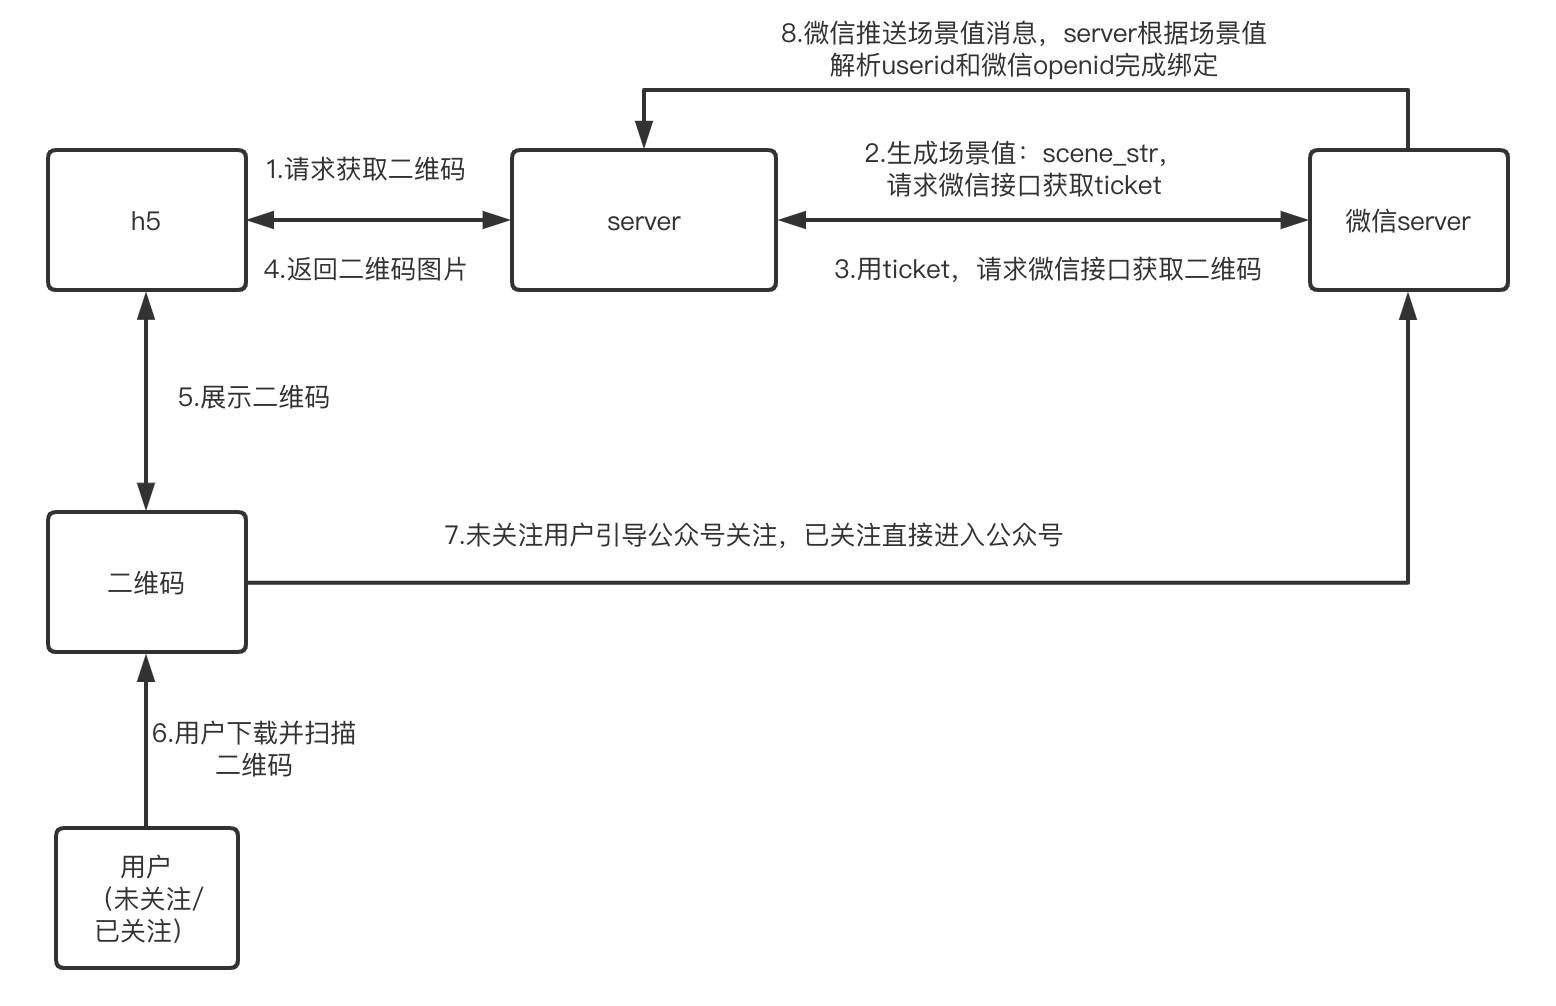 8.微信推送场景值消息，server根据场景值
解析userid和微信openid完成绑定
1.请求获取二维码
2.生成场景值：scene_str，
请求微信接口获取ticket
h5
server
微信server
4.返回二维码图片
3.用ticket，请求微信接口获取二维码
5.展示二维码
7.未关注用户引导公众号关注，已关注直接进入公众号
二维码
6.用户下载并扫描
二维码
用户
（未关注/
已关注）